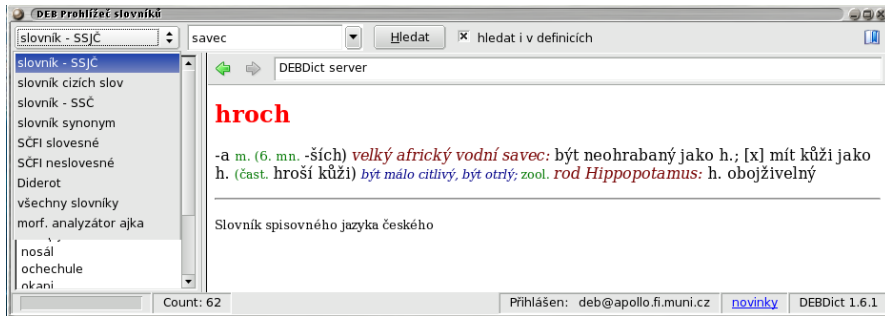 DEB Prohlížeč slovníků
slovník - SSJČ
savec
Hledat
hledat i v definicích
slovník - SSJČ
slovník cizích slov
slovník - SSČ
slovník synonym
SČFI slovesné
SČFI neslovesné
Diderot
všechny slovníky
morf. analyzátor ajka
nosál
ochechule
okapi
DEBDict server
hroch
-a m. (6. mn. -ších) velký africký vodní savec: být neohrabaný jako h.; [x] mít kůži jako
h. (čast. hroší kůži) být málo citlivý, být otrlý; zool. rod Hippopotamus: h. obojživelný
Slovník spisovného jazyka českého
Count: 62
Přihlášen: deb@apollo.fi.muni.cz
novinky
DEBDict 1.6.1